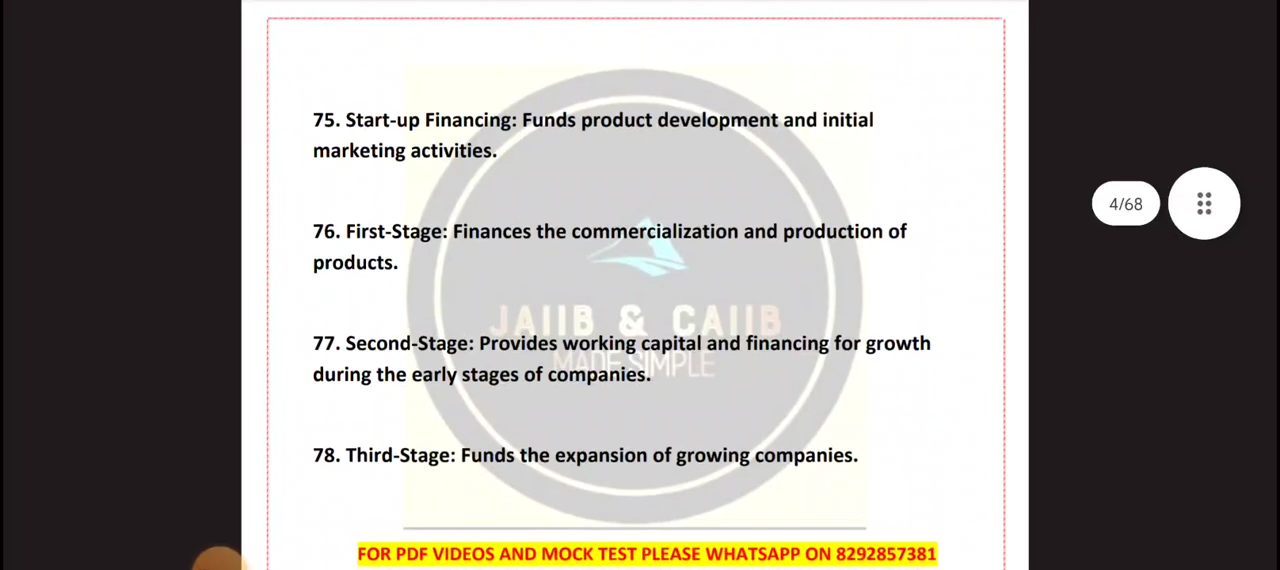 75. Start-up Financing: Funds product development and initial
marketing activities.
4/68
76. First-Stage: Finances the commercialization and production of
products.
JAIIB & CAIIB
77. Second-Stage: Provides working capital and financing for growth
MADE SIMPLE
during the early stages of companies.
78. Third-Stage: Funds the expansion of growing companies.
FOR PDF VIDEOS AND MOCK TEST PLEASE WHATSAPP ON 8292857381